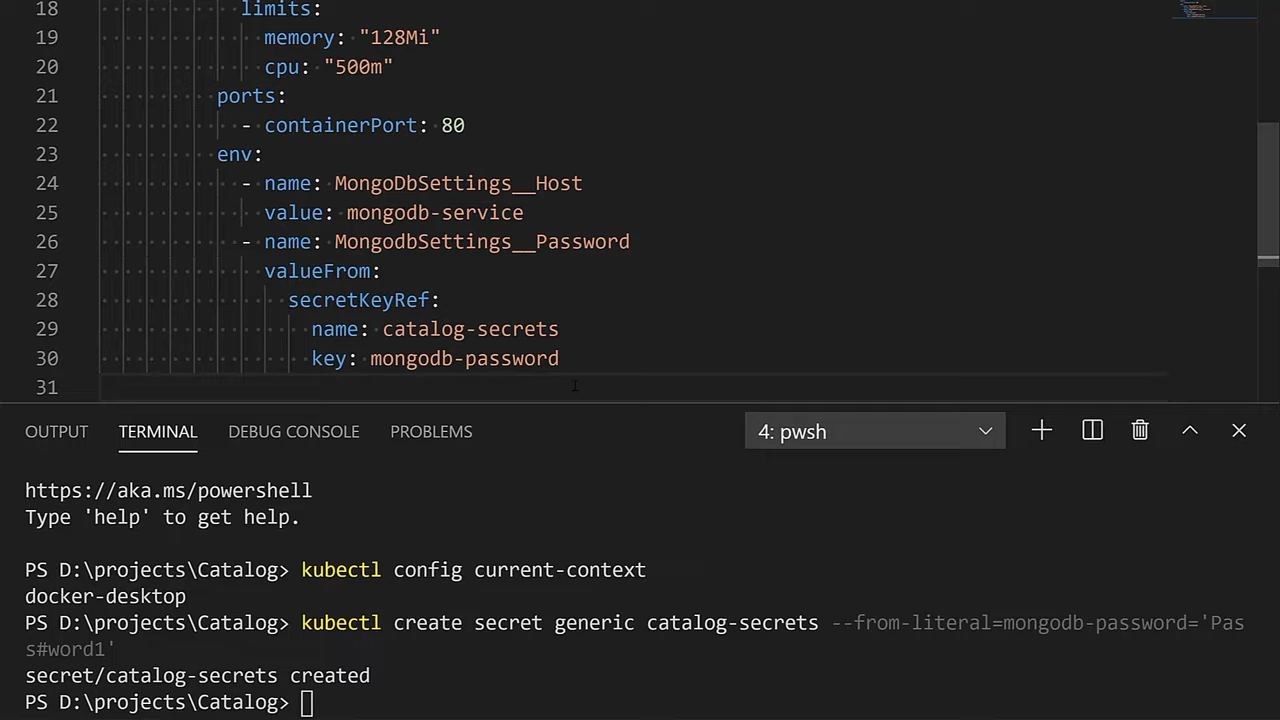 18 limits:
19 memory: "128Mi"
20 cpu: "500m"
21 ports:
22 - containerPort: 80
23 env:
24 - name: MongoDbSettings__Host
25 value: mongodb-service
26 - name: MongodbSettings__Password
27 valueFrom:
28 secretKeyRef:
29 name: catalog-secrets
30 key: mongodb-password
31
OUTPUT TERMINAL DEBUG CONSOLE PROBLEMS 4: pwsh
https://aka.ms/powershell
Type 'help' to get help.
PS D:\projects\Catalog> kubectl config current-context
docker-desktop
PS D:\projects\Catalog> kubectl create secret generic catalog-secrets --from-literal=mongodb-password='Pas
s#word1'
secret/catalog-secrets created
PS D:\projects\Catalog>